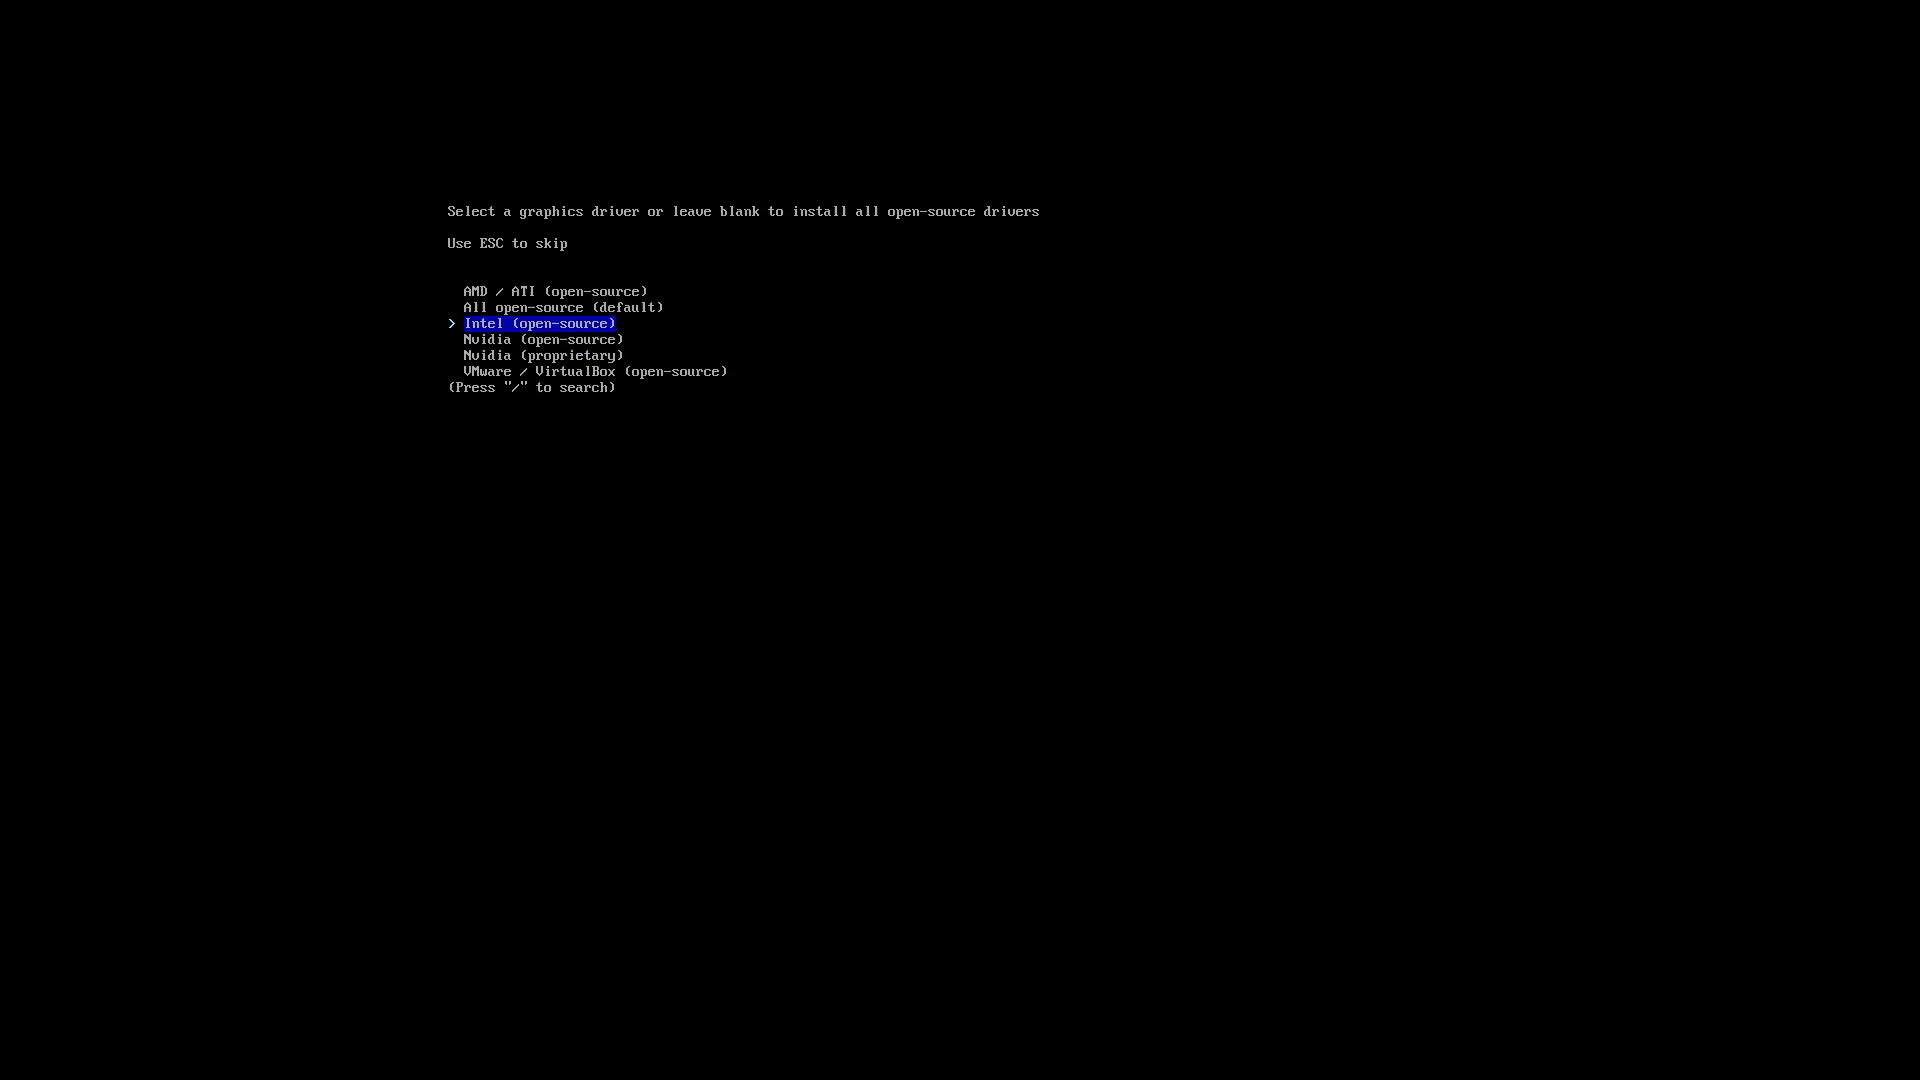 Select a graphics driver or leave blank to install all open-source drivers
Use ESC to skip
AMD / ATI (open-source)
All open-source (default)
> Intel (open-source)
Nvidia (open-source)
Nvidia (proprietary)
VMware / VirtualBox (open-source)
(Press "/" to search)